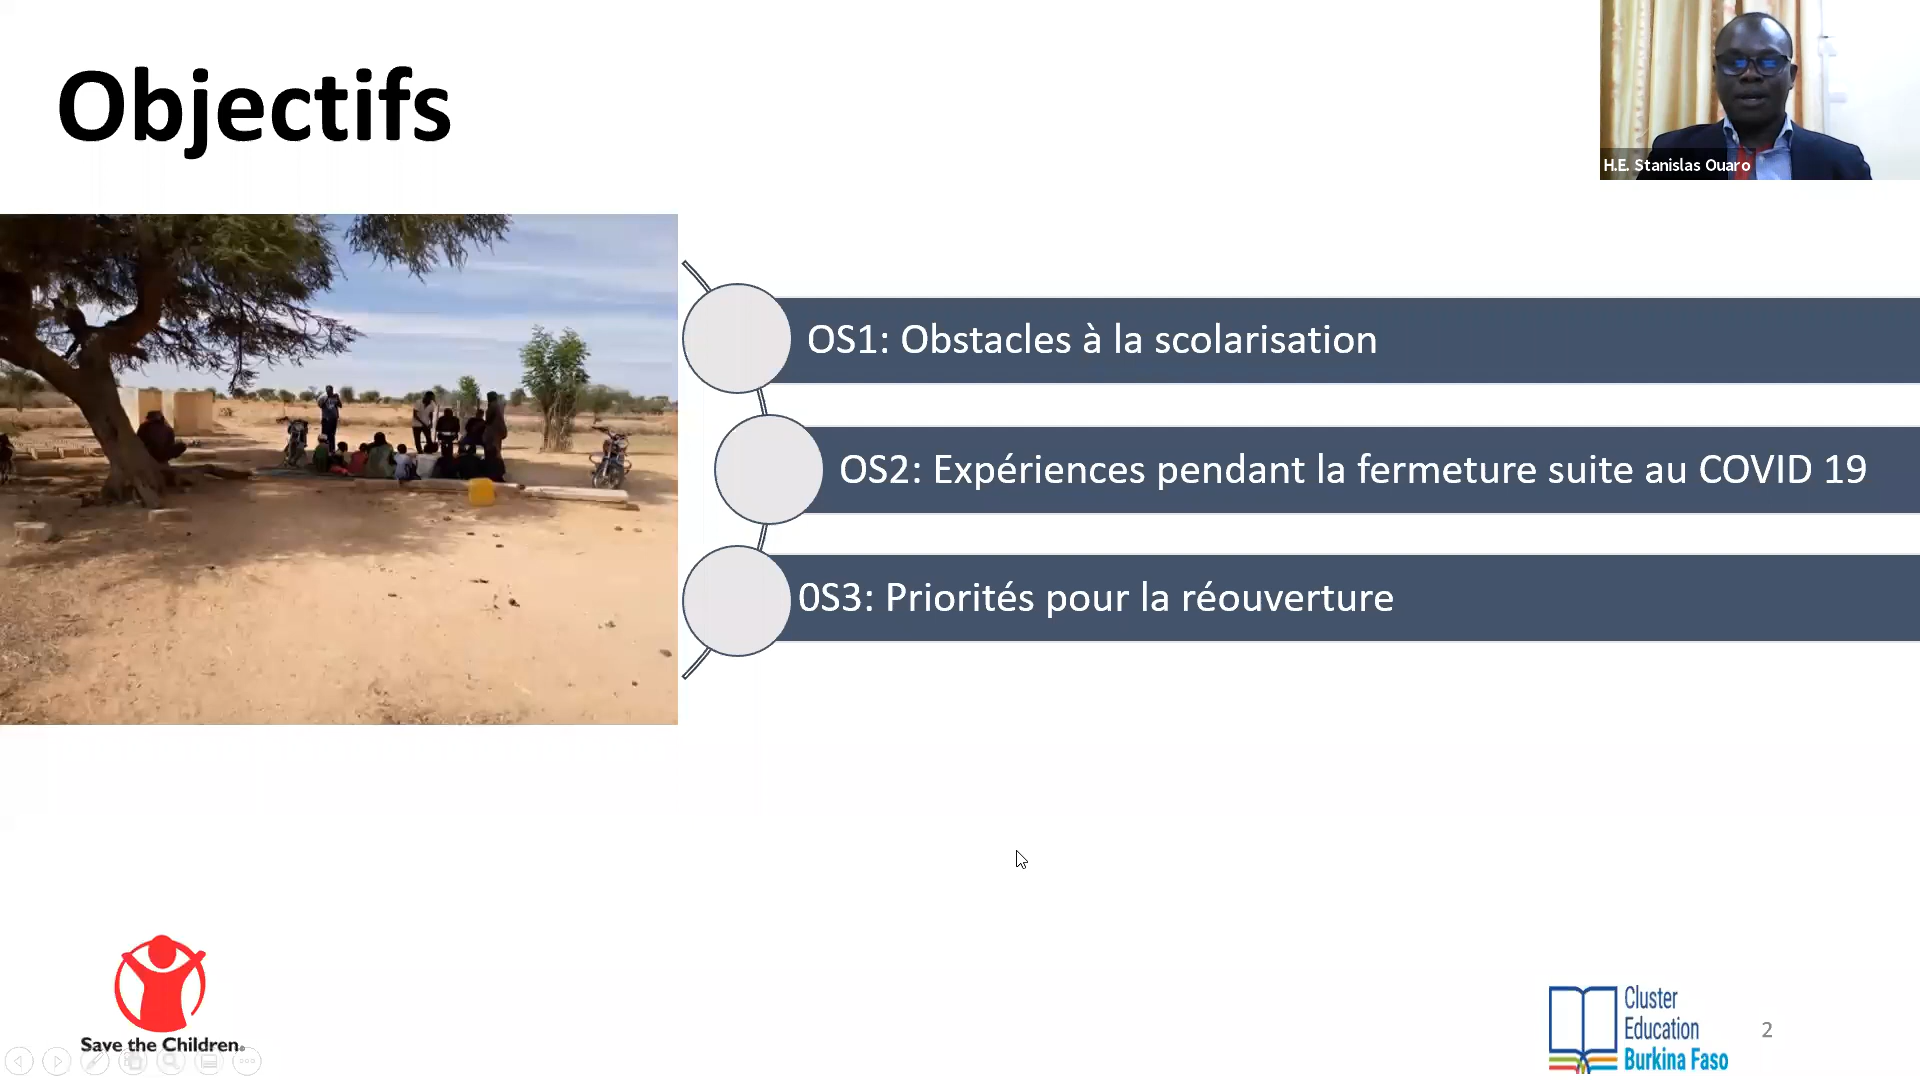 Objectifs
H.E. Stanislas Ouaro
OS1: Obstacles à la scolarisation
OS2: Expériences pendant la fermeture suite au COVID 19
0S3: Priorités pour la réouverture
Save the Children.
Cluster
Education
Burkina Faso
2